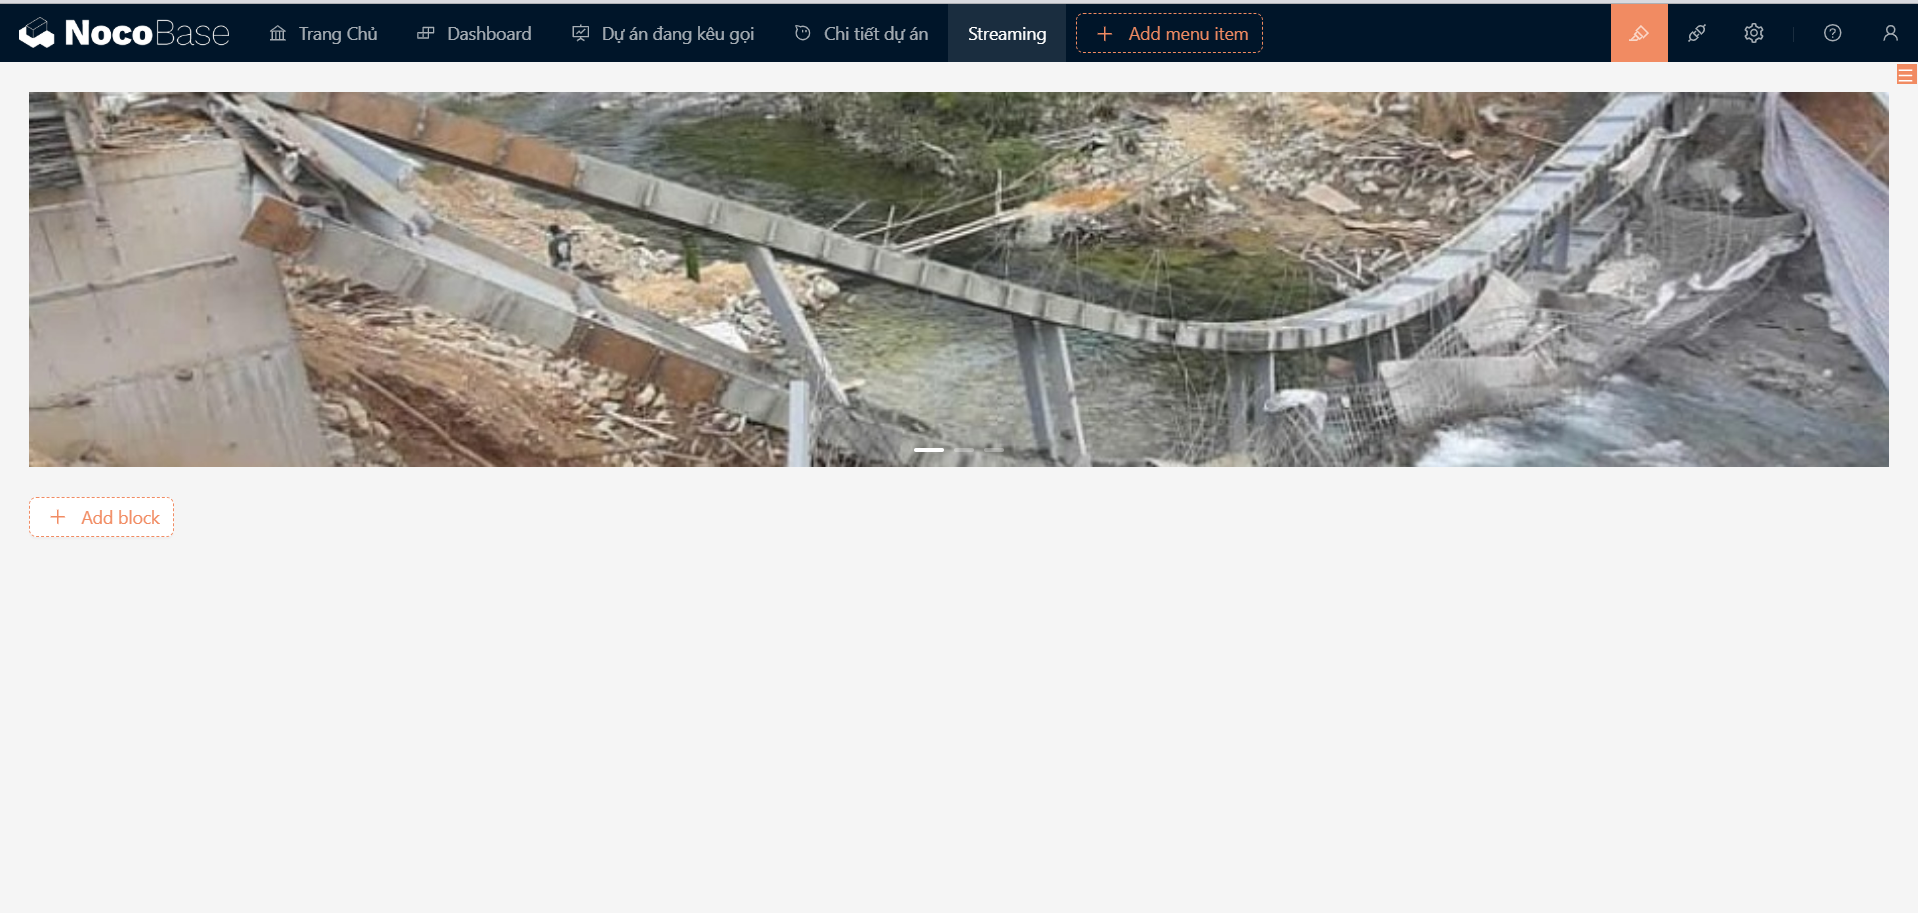 NocoBase Trang Chủ Dashboard Dự án đang kêu gọi Chi tiết dự án Streaming Add menu item
Add block